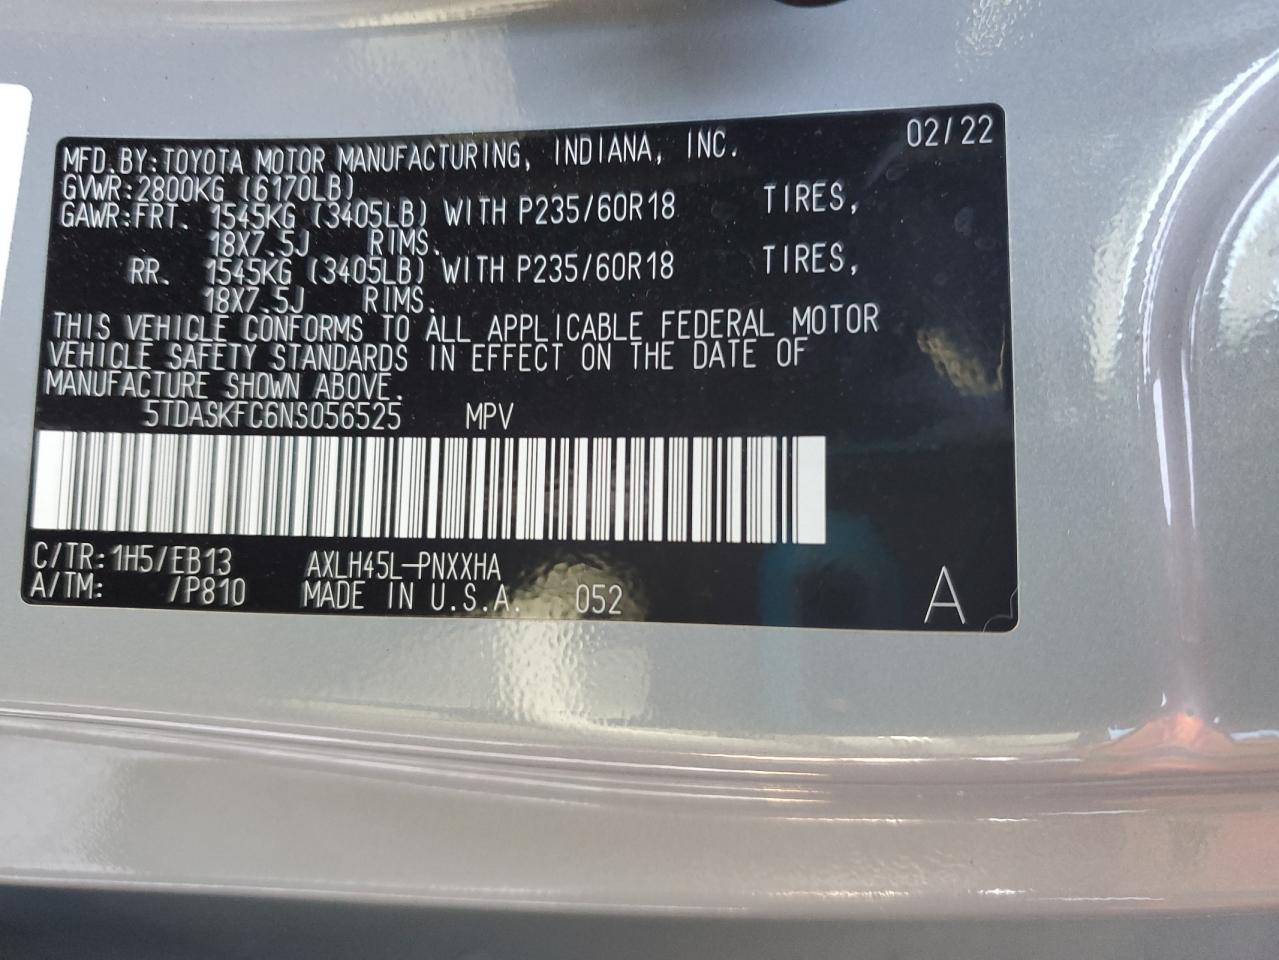 MFD.BY:TOYOTA MOTOR MANUFACTURING, INDIANA, INC. 02/22
GVWR:2800KG (6170LB)
GAWR:FRT. 1545KG (3405LB) WITH P235/60R18 TIRES,
18X7.5J RIMS.
RR. 1545KG (3405LB) WITH P235/60R18 TIRES,
18X7.5J RIMS.
THIS VEHICLE CONFORMS TO ALL APPLICABLE FEDERAL MOTOR
VEHICLE SAFETY STANDARDS IN EFFECT ON THE DATE OF
MANUFACTURE SHOWN ABOVE.
5TDASKFC6NS056525 MPV
C/TR:1H5/EB13 AXLH45L-PNXXHA
A/TM: /P810 MADE IN U.S.A. 052 A